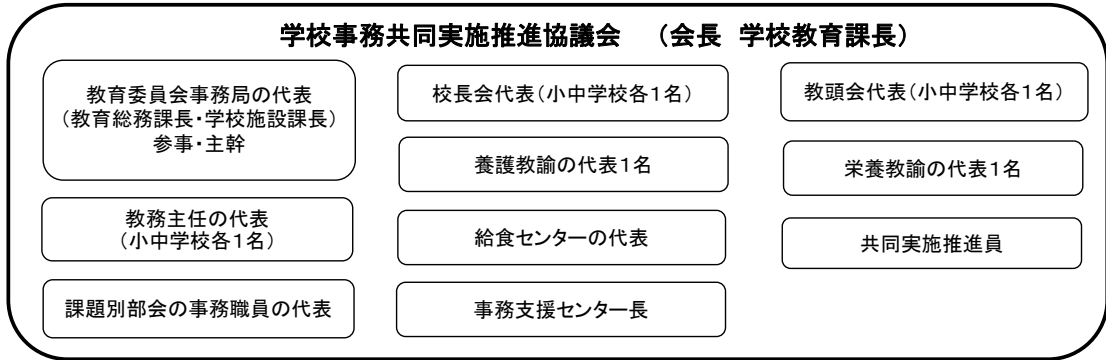 学校事務共同実施推進協議会　（会長 学校教育課長）
教育委員会事務局の代表
（教育総務課長・学校施設課長）
参事・主幹
校長会代表（小中学校各１名）
教頭会代表（小中学校各１名）
養護教諭の代表1名
栄養教諭の代表１名
教務主任の代表
（小中学校各１名）
給食センターの代表
共同実施推進員
課題別部会の事務職員の代表
事務支援センター長